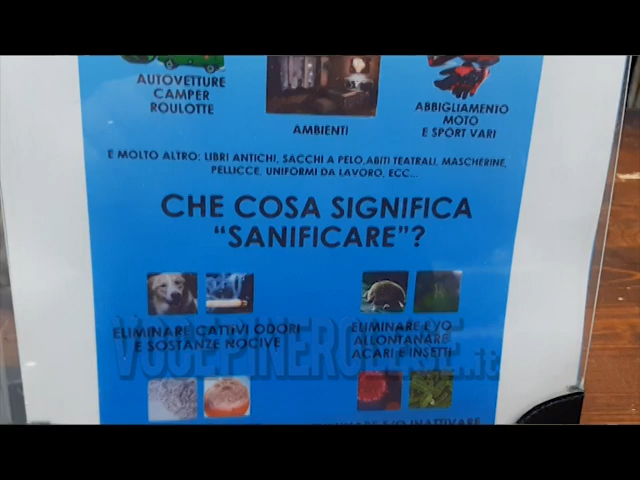 AUTOVETTURE
CAMPER
ROULOTTE
AMBIENTI
ABBIGLIAMENTO
MOTO
E SPORT VARI
E MOLTO ALTRO: LIBRI ANTICHI, SACCHI A PELO,ABITI TEATRALI, MASCHERINE,
PELLICCE, UNIFORMI DA LAVORO, ECC...
CHE COSA SIGNIFICA
“SANIFICARE”?
ELIMINARE CATTIVI ODORI
E SOSTANZE NOCIVE
ELIMINARE E/O
ALLONTANARE
ACARI E INSETTI
VOCEPINEROLESE.it
E/O INATTIVARE